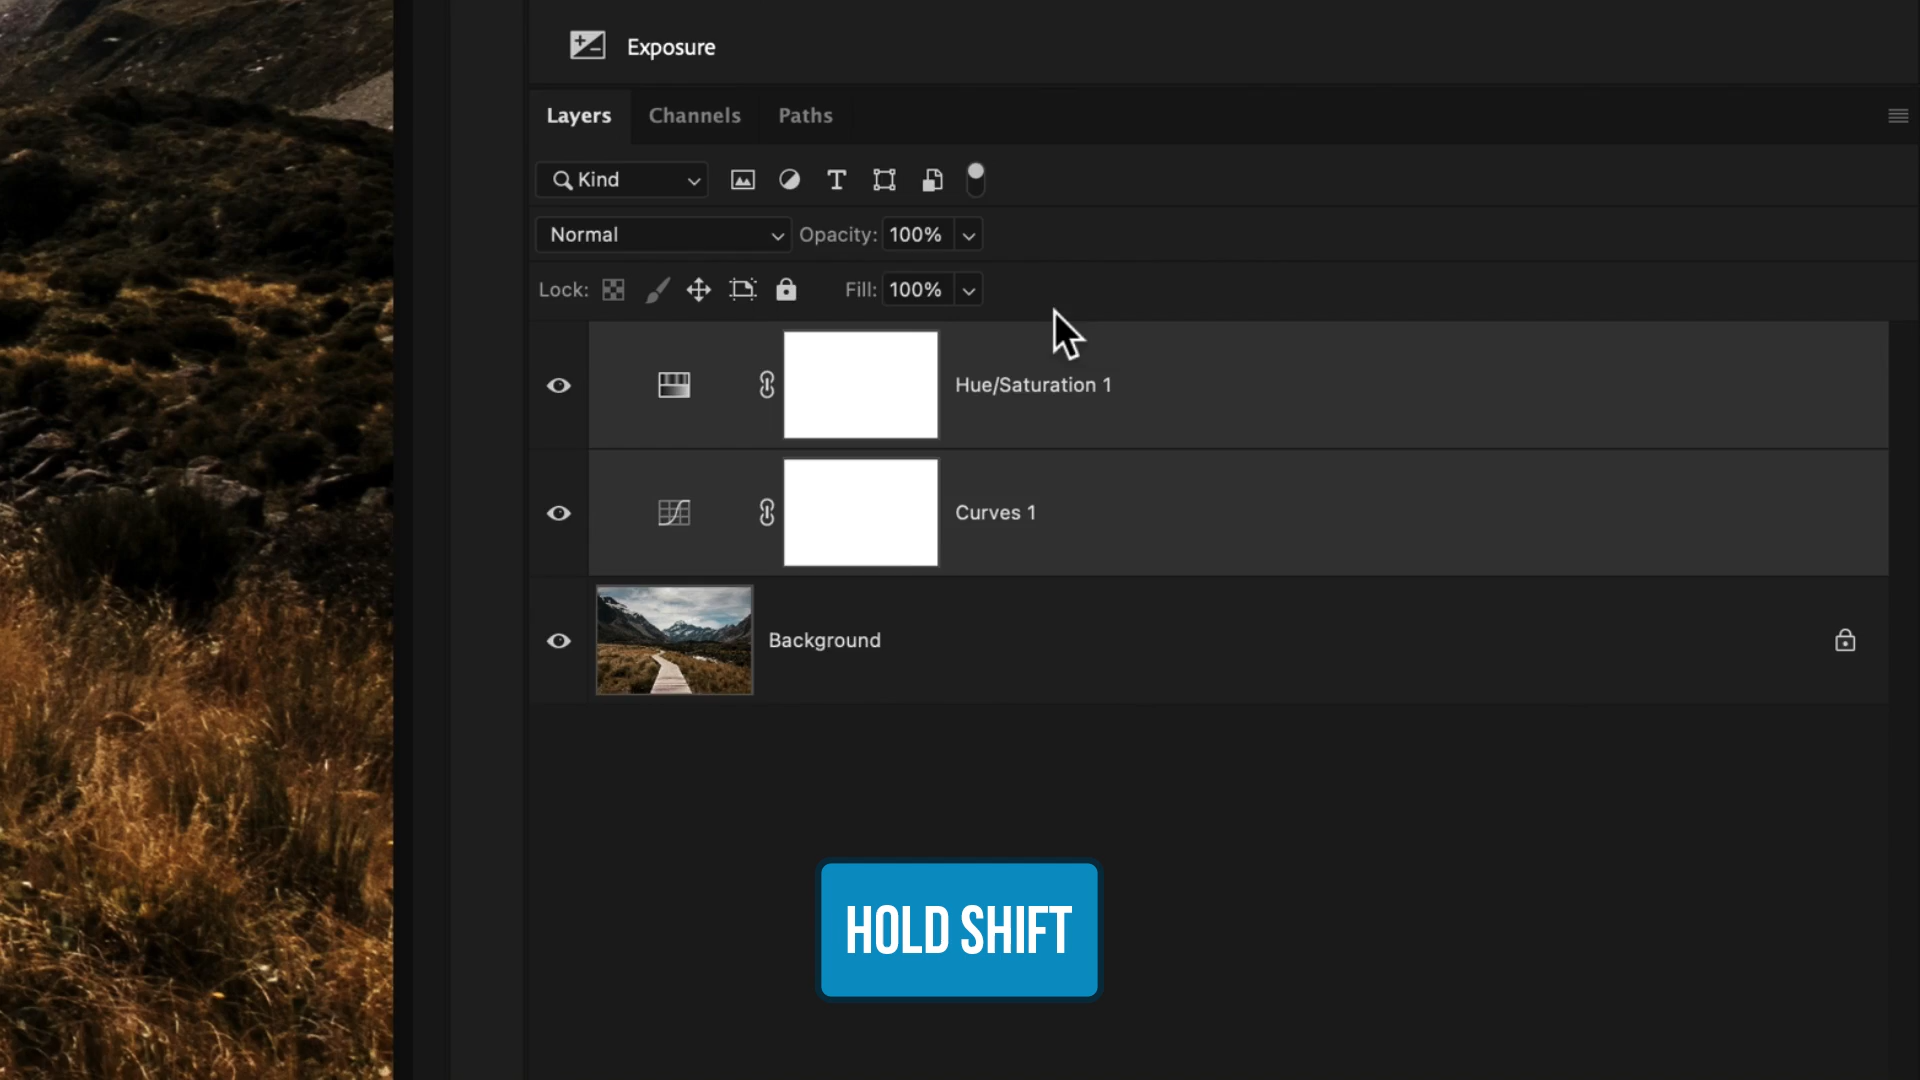 Exposure
Layers Channels Paths
Kind
Normal Opacity: 100%
Lock: Fill: 100%
Hue/Saturation 1
Curves 1
Background
HOLD SHIFT